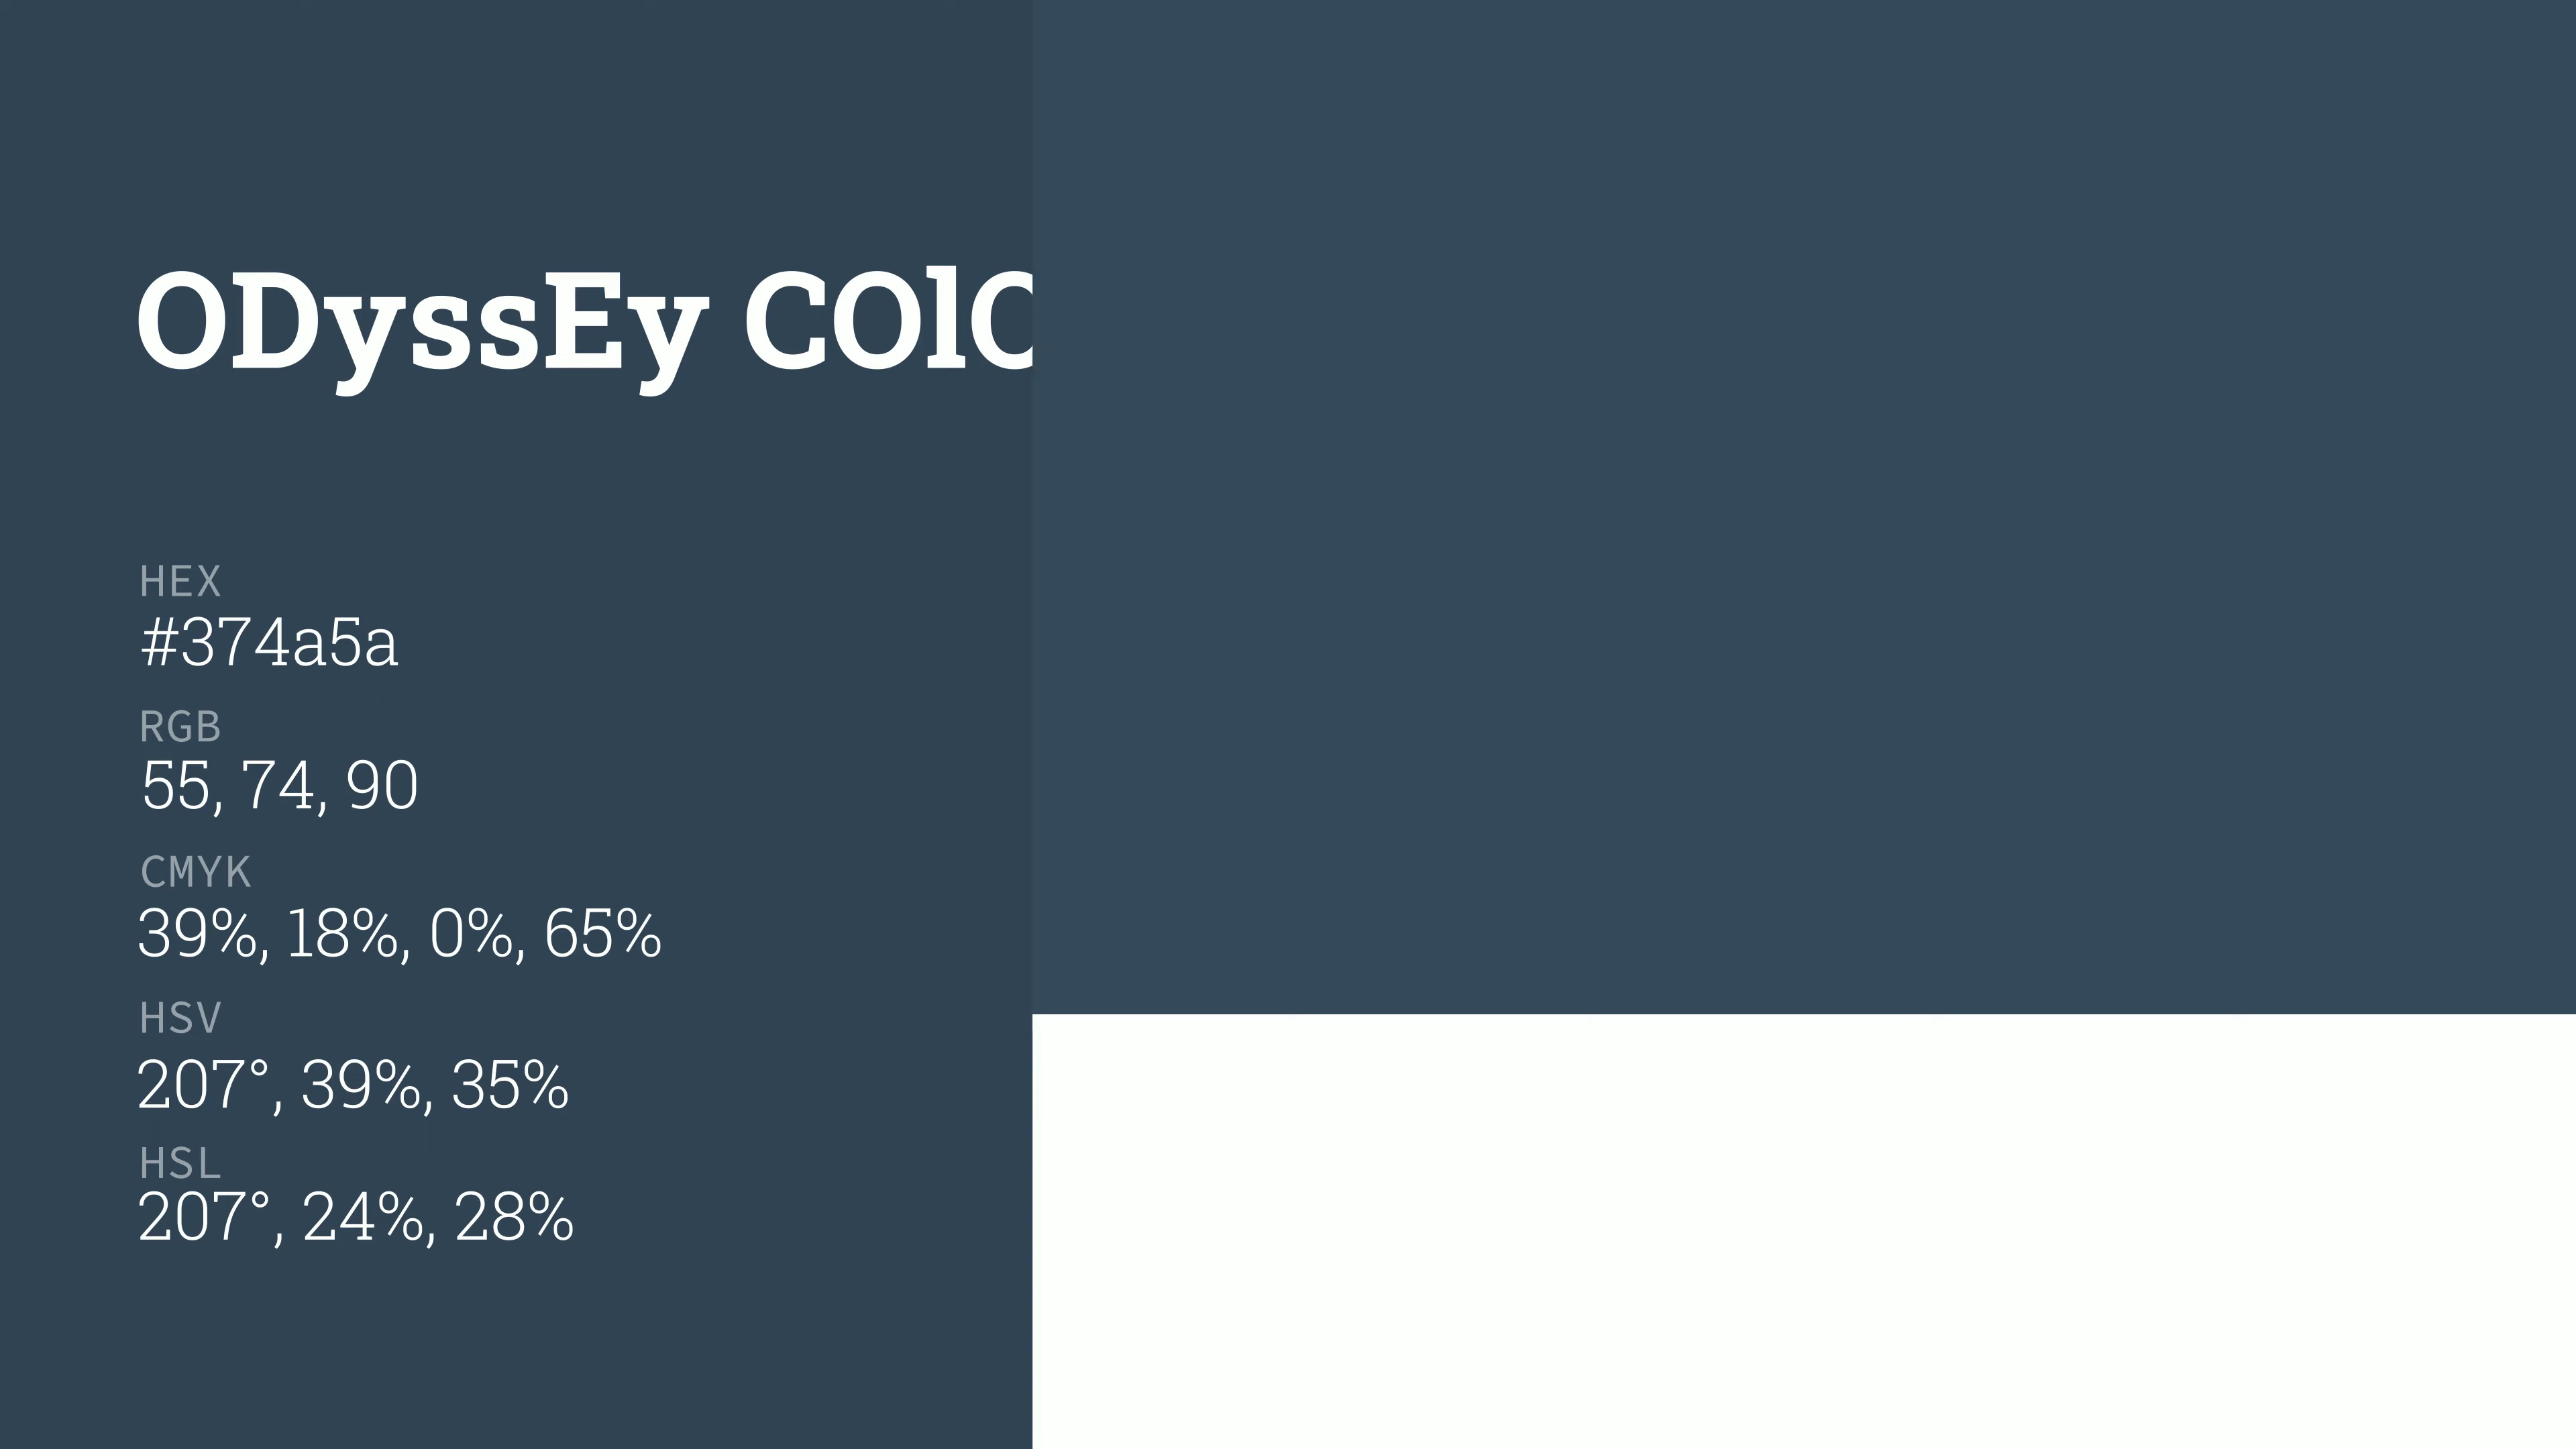 ODyssEy COlO
HEX
#374a5a
RGB
55, 74, 90
CMYK
39%, 18%, 0%, 65%
HSV
207°, 39%, 35%
HSL
207°, 24%, 28%